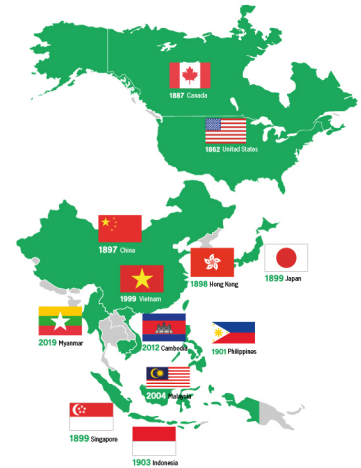 1887 Canada
1862 United States
1897 China
1999 Vietnam
1898 Hong Kong
1899 Japan
2019 Myanmar
2012 Cambodia
1901 Philippines
2004 Malaysia
1899 Singapore
1903 Indonesia